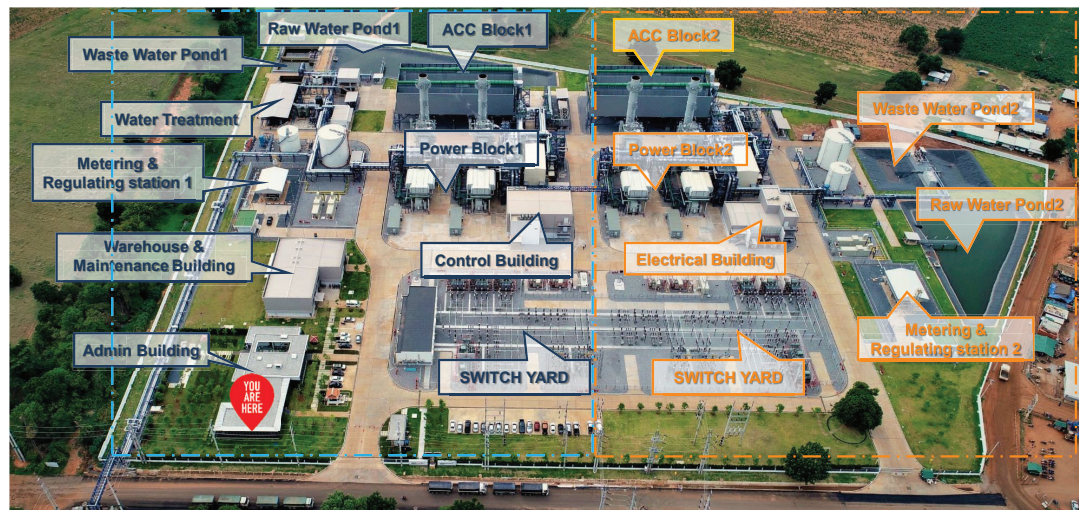 Raw Water Pond1
ACC Block1
ACC Block2
Waste Water Pond1
Waste Water Pond2
Water Treatment
Power Block1
Power Block2
Metering &
Regulating station 1
Raw Water Pond2
Warehouse &
Maintenance Building
Control Building
Electrical Building
Metering &
Regulating station 2
Admin Building
SWITCH YARD
SWITCH YARD
YOU
ARE
HERE